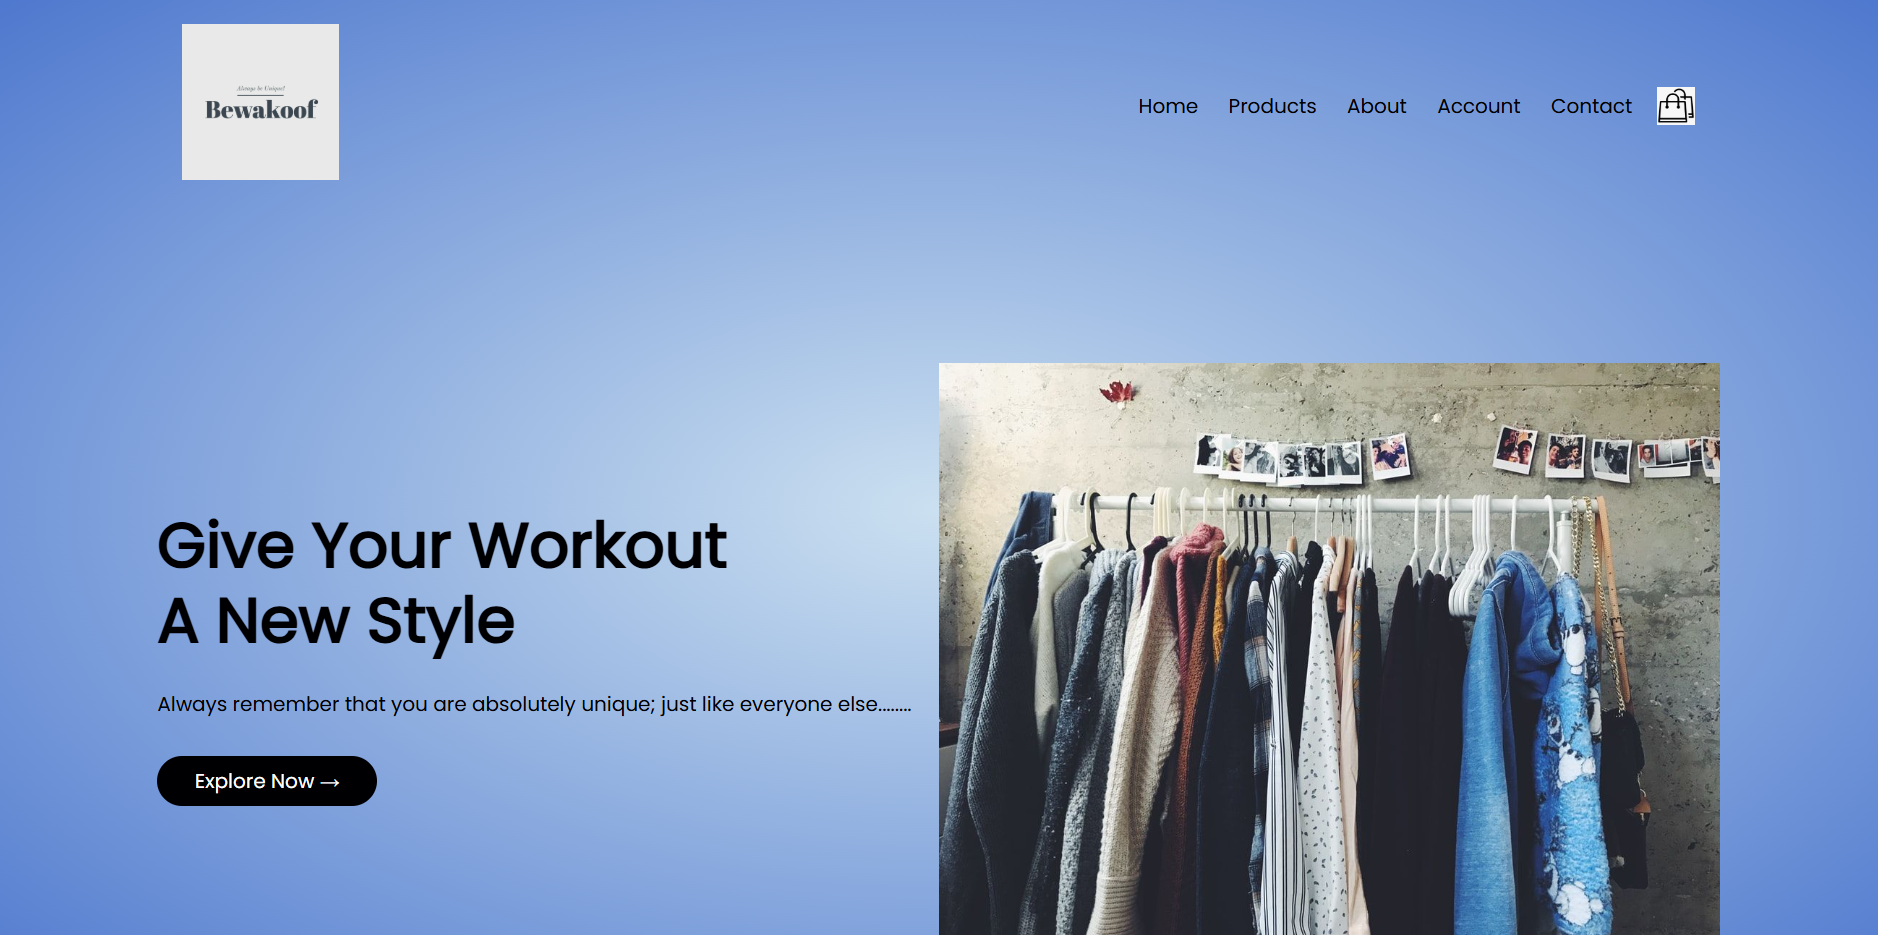 Always be Unique!
Bewakoof
Home Products About Account Contact
Give Your Workout
A New Style
Always remember that you are absolutely unique; just like everyone else........
Explore Now →